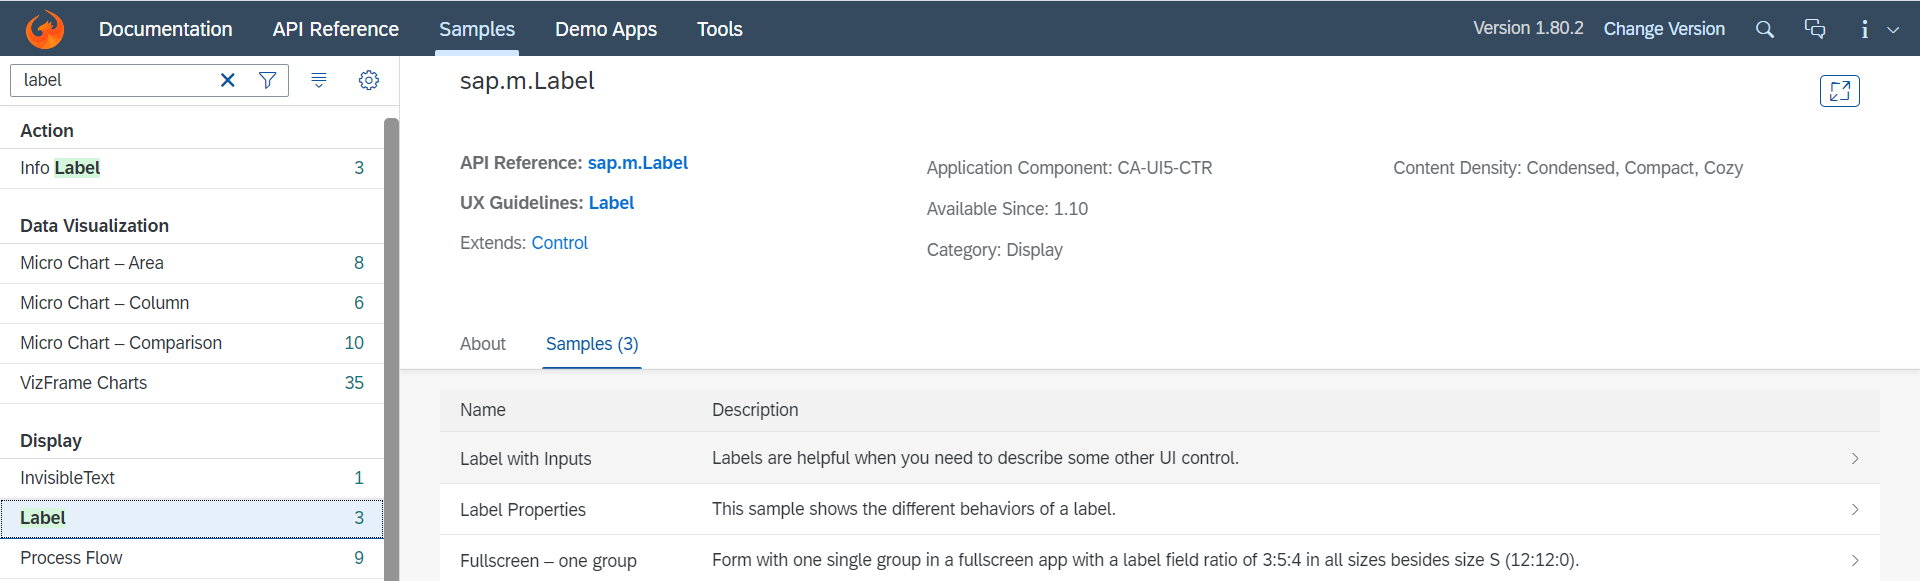 Documentation API Reference Samples Demo Apps Tools Version 1.80.2 Change Version
label
Action
Info Label 3
Data Visualization
Micro Chart – Area 8
Micro Chart – Column 6
Micro Chart – Comparison 10
VizFrame Charts 35
Display
InvisibleText 1
Label 3
Process Flow 9
sap.m.Label
API Reference: sap.m.Label
UX Guidelines: Label
Extends: Control
Application Component: CA-UI5-CTR
Available Since: 1.10
Category: Display
Content Density: Condensed, Compact, Cozy
About Samples (3)
Name Description
Label with Inputs Labels are helpful when you need to describe some other UI control.
Label Properties This sample shows the different behaviors of a label.
Fullscreen – one group Form with one single group in a fullscreen app with a label field ratio of 3:5:4 in all sizes besides size S (12:12:0).